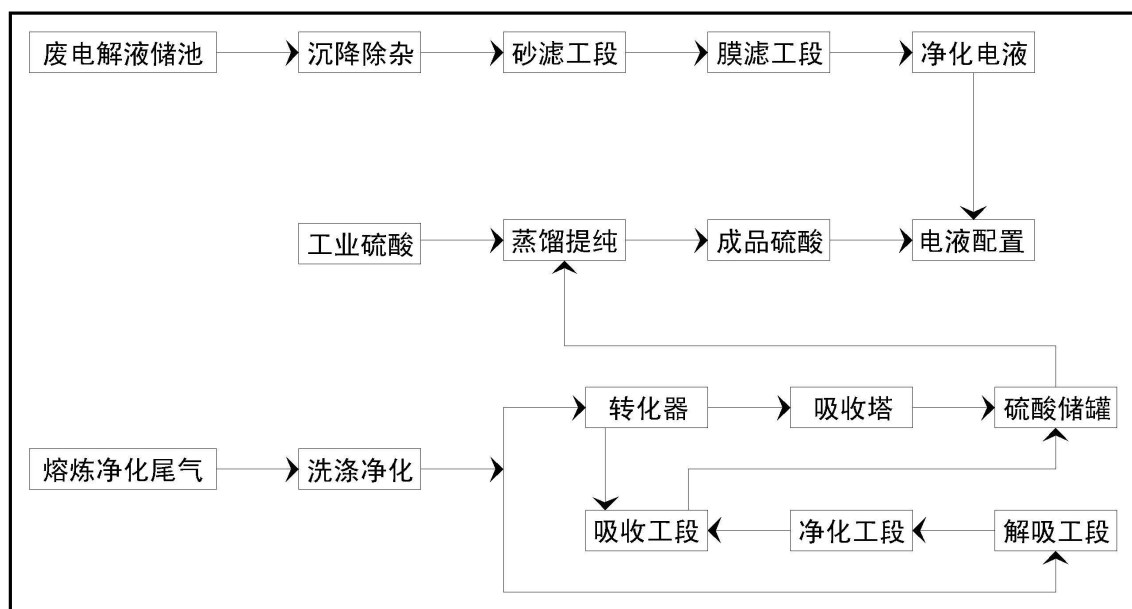 废电解液储池
沉降除杂
砂滤工段
膜滤工段
净化电液
工业硫酸
蒸馏提纯
成品硫酸
电液配置
转化器
吸收塔
硫酸储罐
熔炼净化尾气
洗涤净化
吸收工段
净化工段
解吸工段